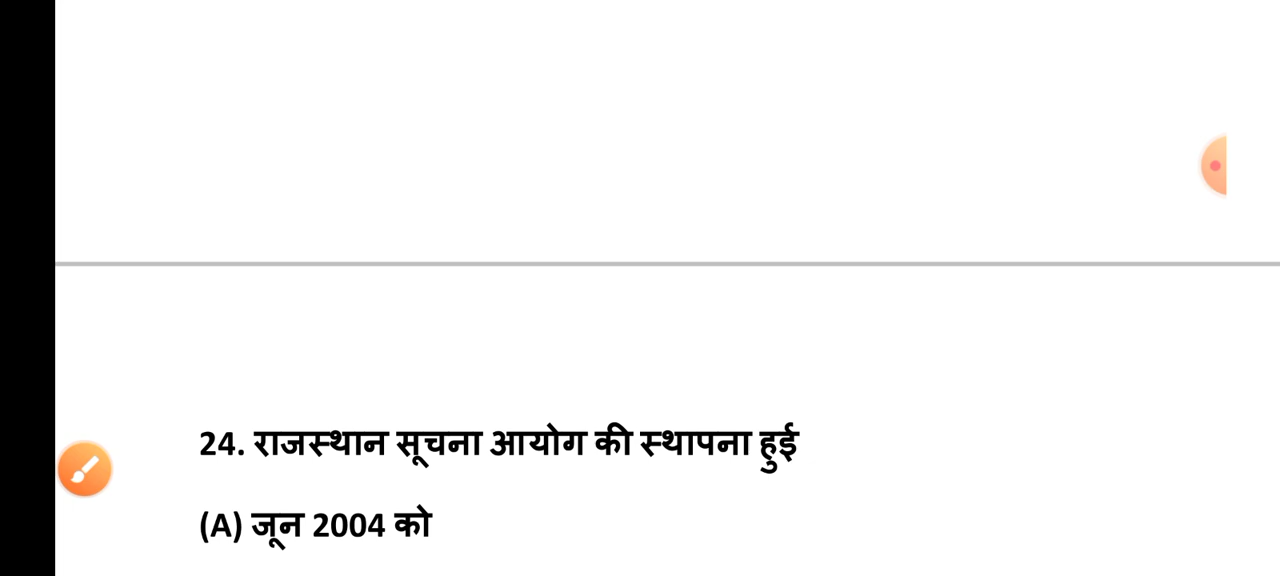 24. राजस्थान सूचना आयोग की स्थापना हुई
(A) जून 2004 को